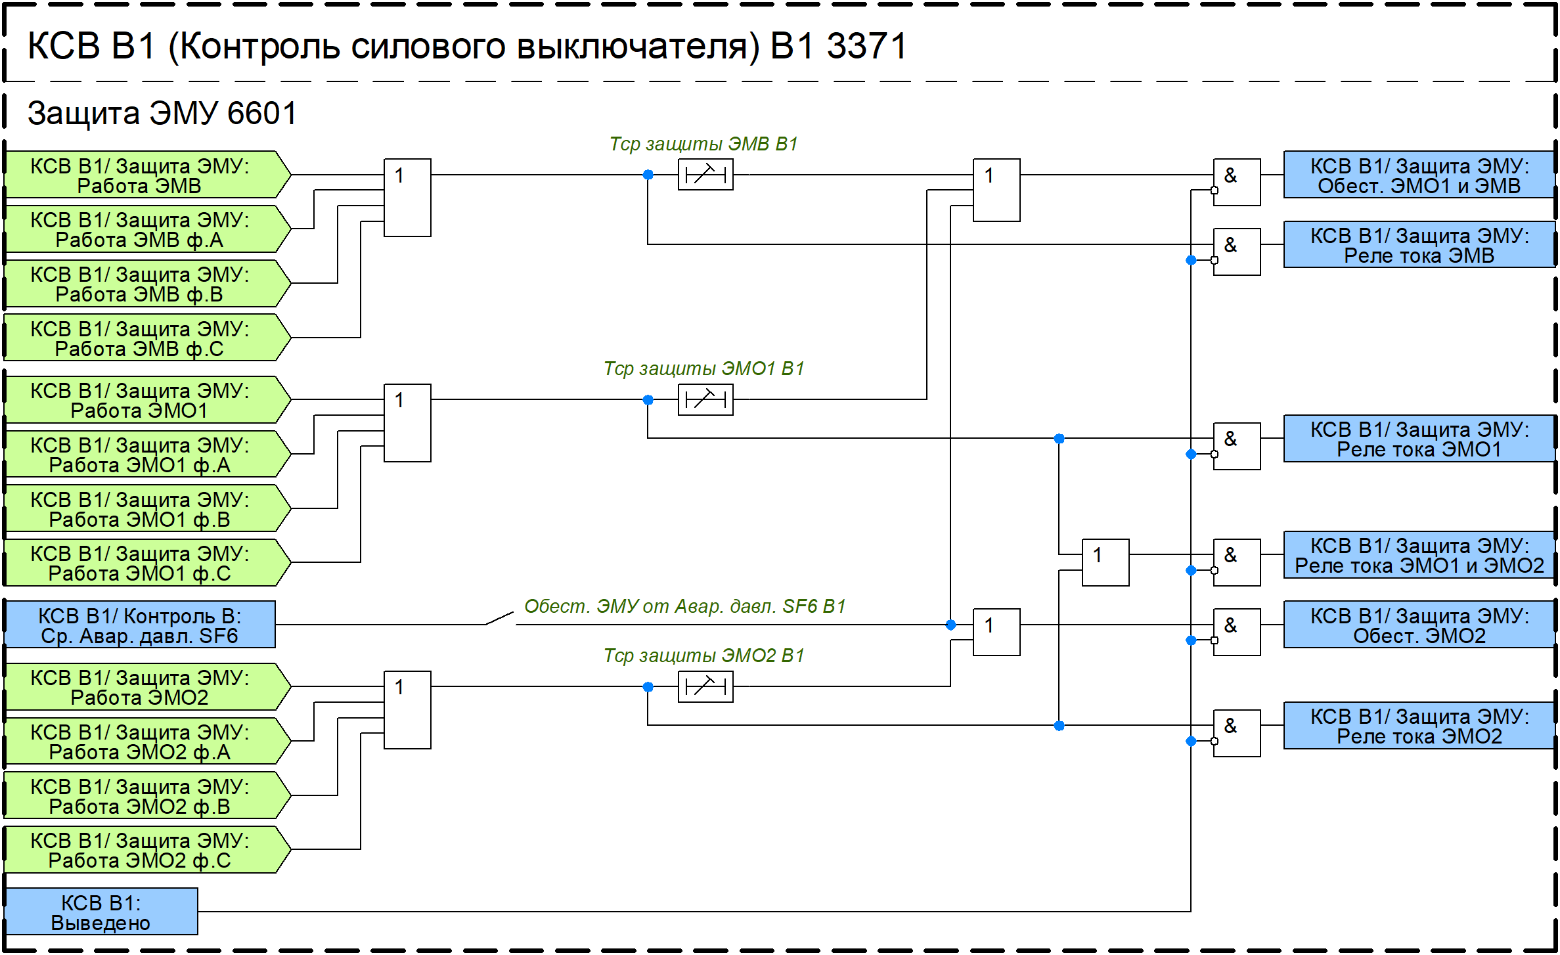 КСВ В1 (Контроль силового выключателя) В1 3371
Защита ЭМУ 6601
КСВ В1/ Защита ЭМУ:
Работа ЭМВ
КСВ В1/ Защита ЭМУ:
Работа ЭМВ ф.А
КСВ В1/ Защита ЭМУ:
Работа ЭМВ ф.В
КСВ В1/ Защита ЭМУ:
Работа ЭМВ ф.С
1
Тср защиты ЭМВ В1
1
&
КСВ В1/ Защита ЭМУ:
Обест. ЭМО1 и ЭМВ
&
КСВ В1/ Защита ЭМУ:
Реле тока ЭМВ
КСВ В1/ Защита ЭМУ:
Работа ЭМО1
КСВ В1/ Защита ЭМУ:
Работа ЭМО1 ф.А
КСВ В1/ Защита ЭМУ:
Работа ЭМО1 ф.В
КСВ В1/ Защита ЭМУ:
Работа ЭМО1 ф.С
1
Тср защиты ЭМО1 В1
&
КСВ В1/ Защита ЭМУ:
Реле тока ЭМО1
1
&
КСВ В1/ Защита ЭМУ:
Реле тока ЭМО1 и ЭМО2
КСВ В1/ Контроль В:
Ср. Авар. давл. SF6
Обест. ЭМУ от Авар. давл. SF6 В1
1
&
КСВ В1/ Защита ЭМУ:
Обест. ЭМО2
КСВ В1/ Защита ЭМУ:
Работа ЭМО2
КСВ В1/ Защита ЭМУ:
Работа ЭМО2 ф.А
КСВ В1/ Защита ЭМУ:
Работа ЭМО2 ф.В
КСВ В1/ Защита ЭМУ:
Работа ЭМО2 ф.С
1
Тср защиты ЭМО2 В1
&
КСВ В1/ Защита ЭМУ:
Реле тока ЭМО2
КСВ В1:
Выведено